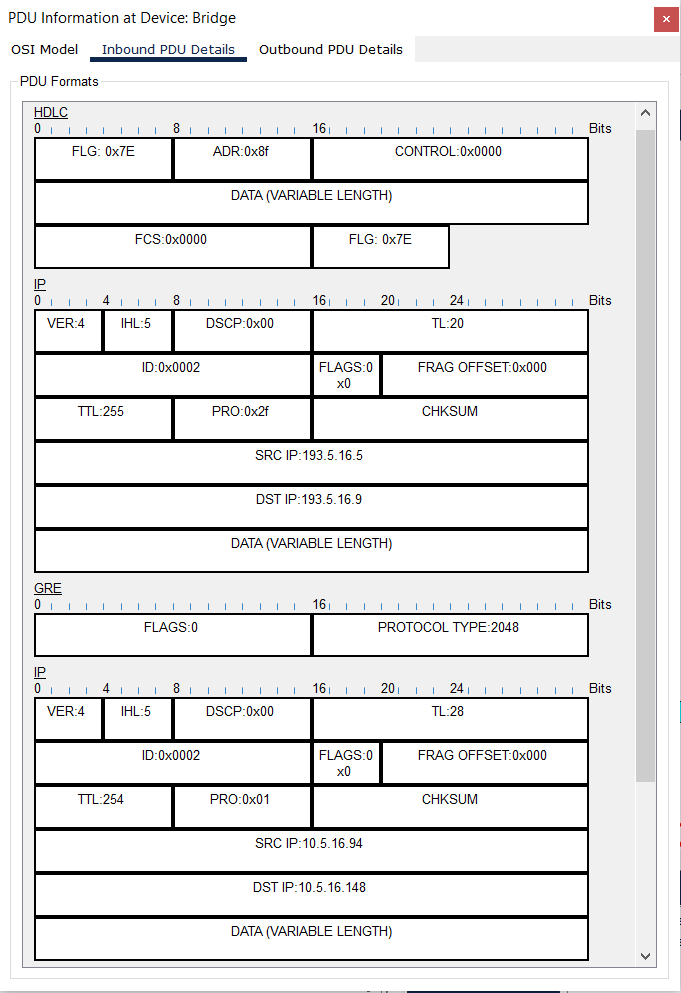 PDU Information at Device: Bridge
OSI Model Inbound PDU Details Outbound PDU Details
PDU Formats
HDLC
0 8 16 Bits
FLG: 0x7E ADR:0x8f CONTROL:0x0000
DATA (VARIABLE LENGTH)
FCS:0x0000 FLG: 0x7E
IP
0 4 8 16 20 24 Bits
VER:4 IHL:5 DSCP:0x00 TL:20
ID:0x0002 FLAGS:0 FRAG OFFSET:0x000
x0
TTL:255 PRO:0x2f CHKSUM
SRC IP:193.5.16.5
DST IP:193.5.16.9
DATA (VARIABLE LENGTH)
GRE
0 16 Bits
FLAGS:0 PROTOCOL TYPE:2048
IP
0 4 8 16 20 24 Bits
VER:4 IHL:5 DSCP:0x00 TL:28
ID:0x0002 FLAGS:0 FRAG OFFSET:0x000
x0
TTL:254 PRO:0x01 CHKSUM
SRC IP:10.5.16.94
DST IP:10.5.16.148
DATA (VARIABLE LENGTH)